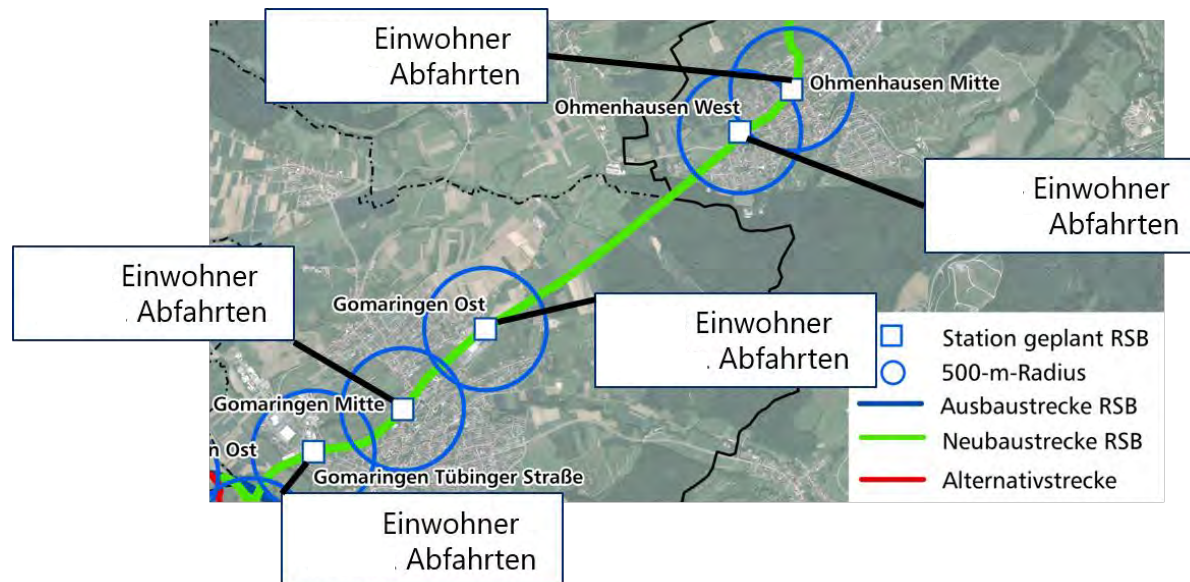 Einwohner
Abfahrten
Ohmenhausen Mitte
Ohmenhausen West
Einwohner
Abfahrten
Einwohner
. Abfahrten
Gomaringen Ost
Einwohner
. Abfahrten
Gomaringen Mitte
n Ost
Gomaringen Tübinger Straße
Einwohner
Abfahrten
Station geplant RSB
500-m-Radius
Ausbaustrecke RSB
Neubaustrecke RSB
Alternativstrecke